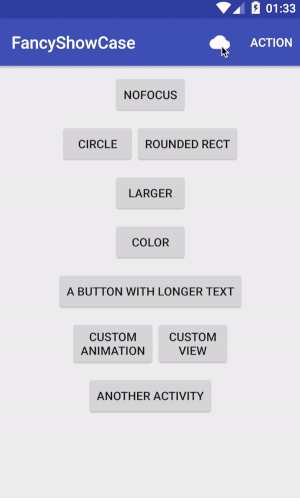 01:33
FancyShowCase ACTION
NOFOCUS
CIRCLE ROUNDED RECT
LARGER
COLOR
A BUTTON WITH LONGER TEXT
CUSTOM
ANIMATION
CUSTOM
VIEW
ANOTHER ACTIVITY